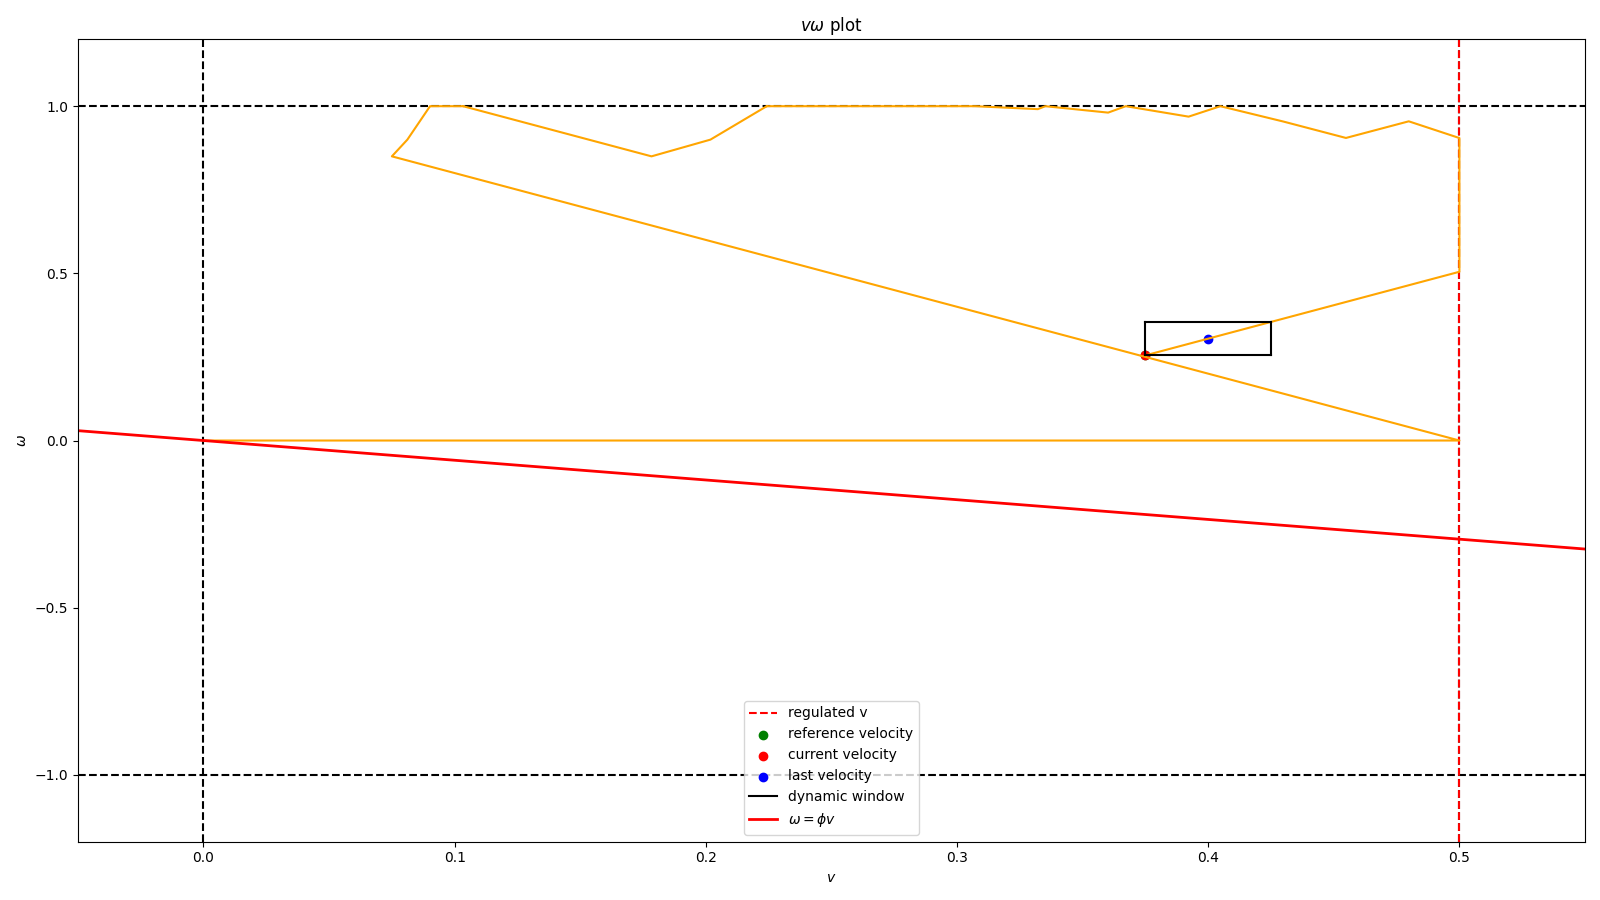 vω plot
1.0
0.5
0.0
−0.5
−1.0
ω
0.0 0.1 0.2 0.3 0.4 0.5
v
regulated v
reference velocity
current velocity
last velocity
dynamic window
ω = ϕv